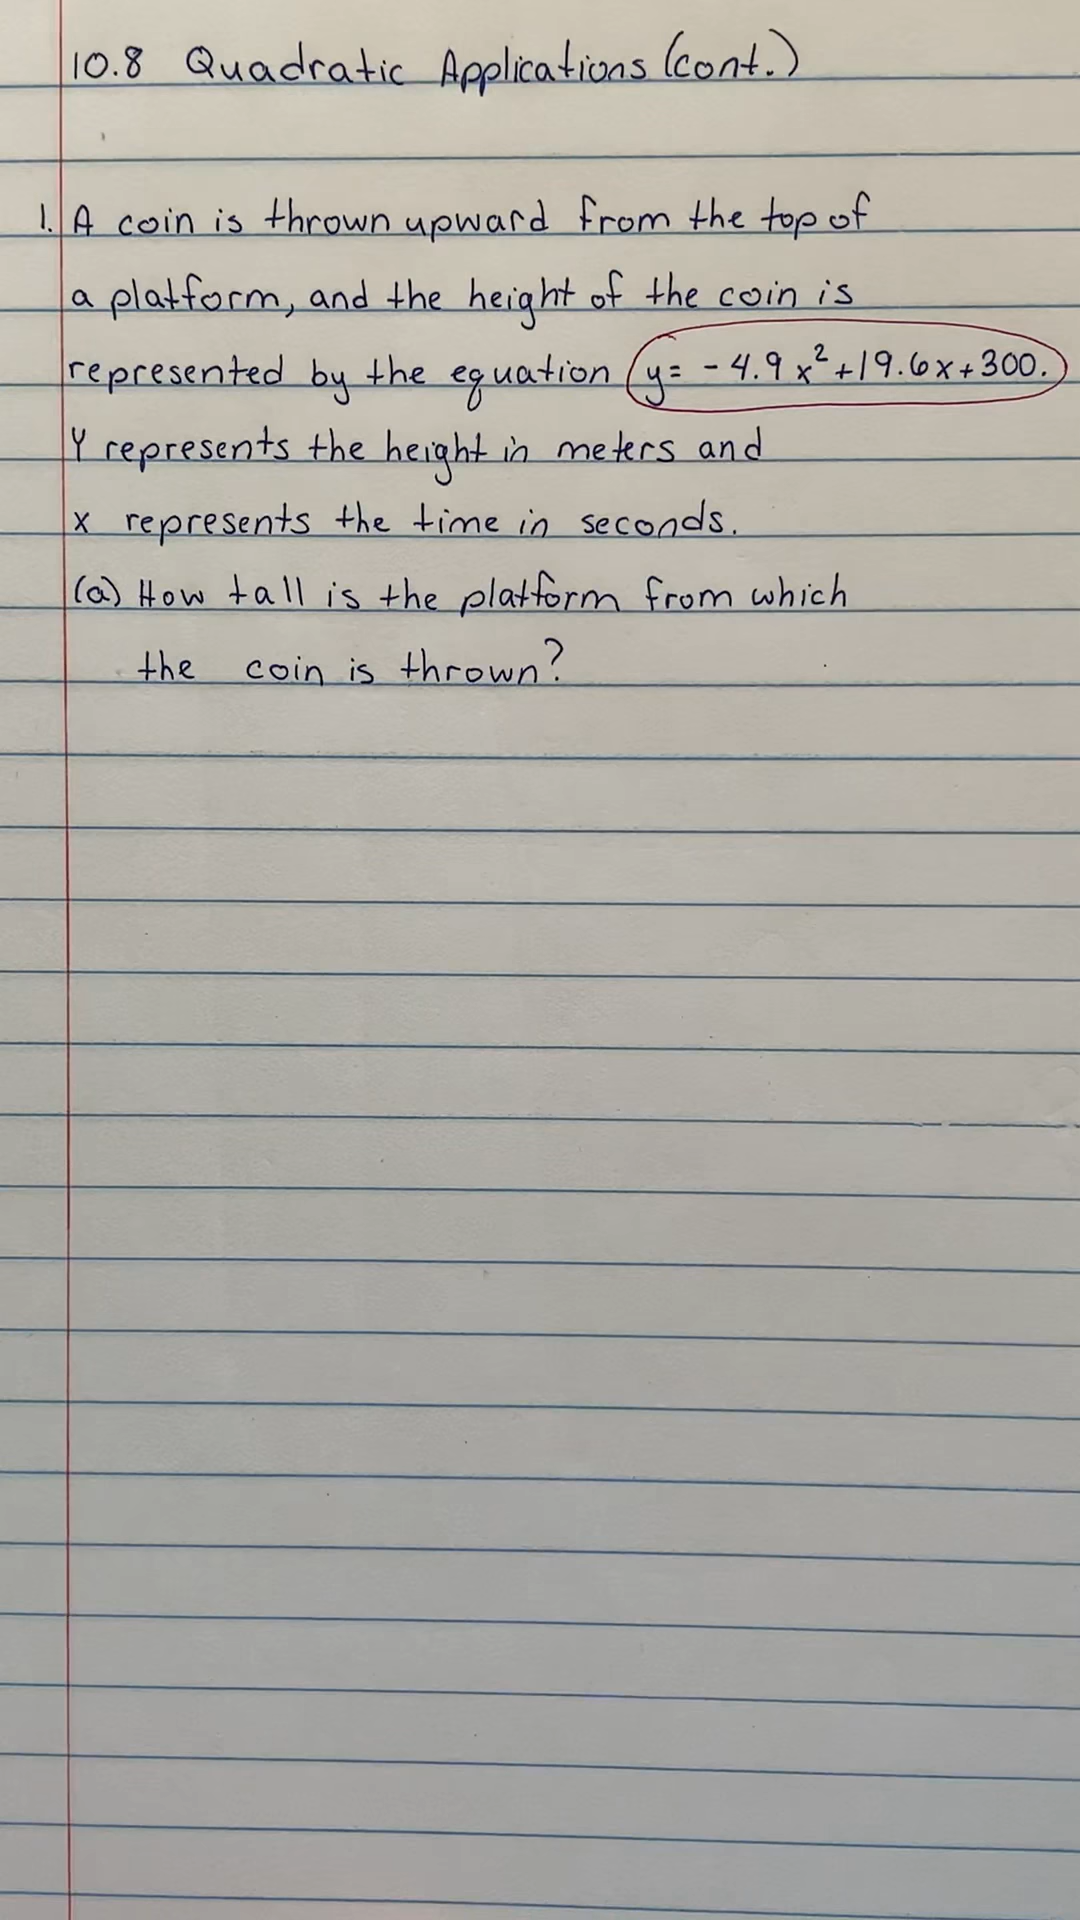 10.8 Quadratic Applications (cont.)
1. A coin is thrown upward from the top of
a platform, and the height of the coin is
represented by the equation y = -4.9x² + 19.6x + 300.
Y represents the height in meters and
x represents the time in seconds.
(a) How tall is the platform from which
the coin is thrown?